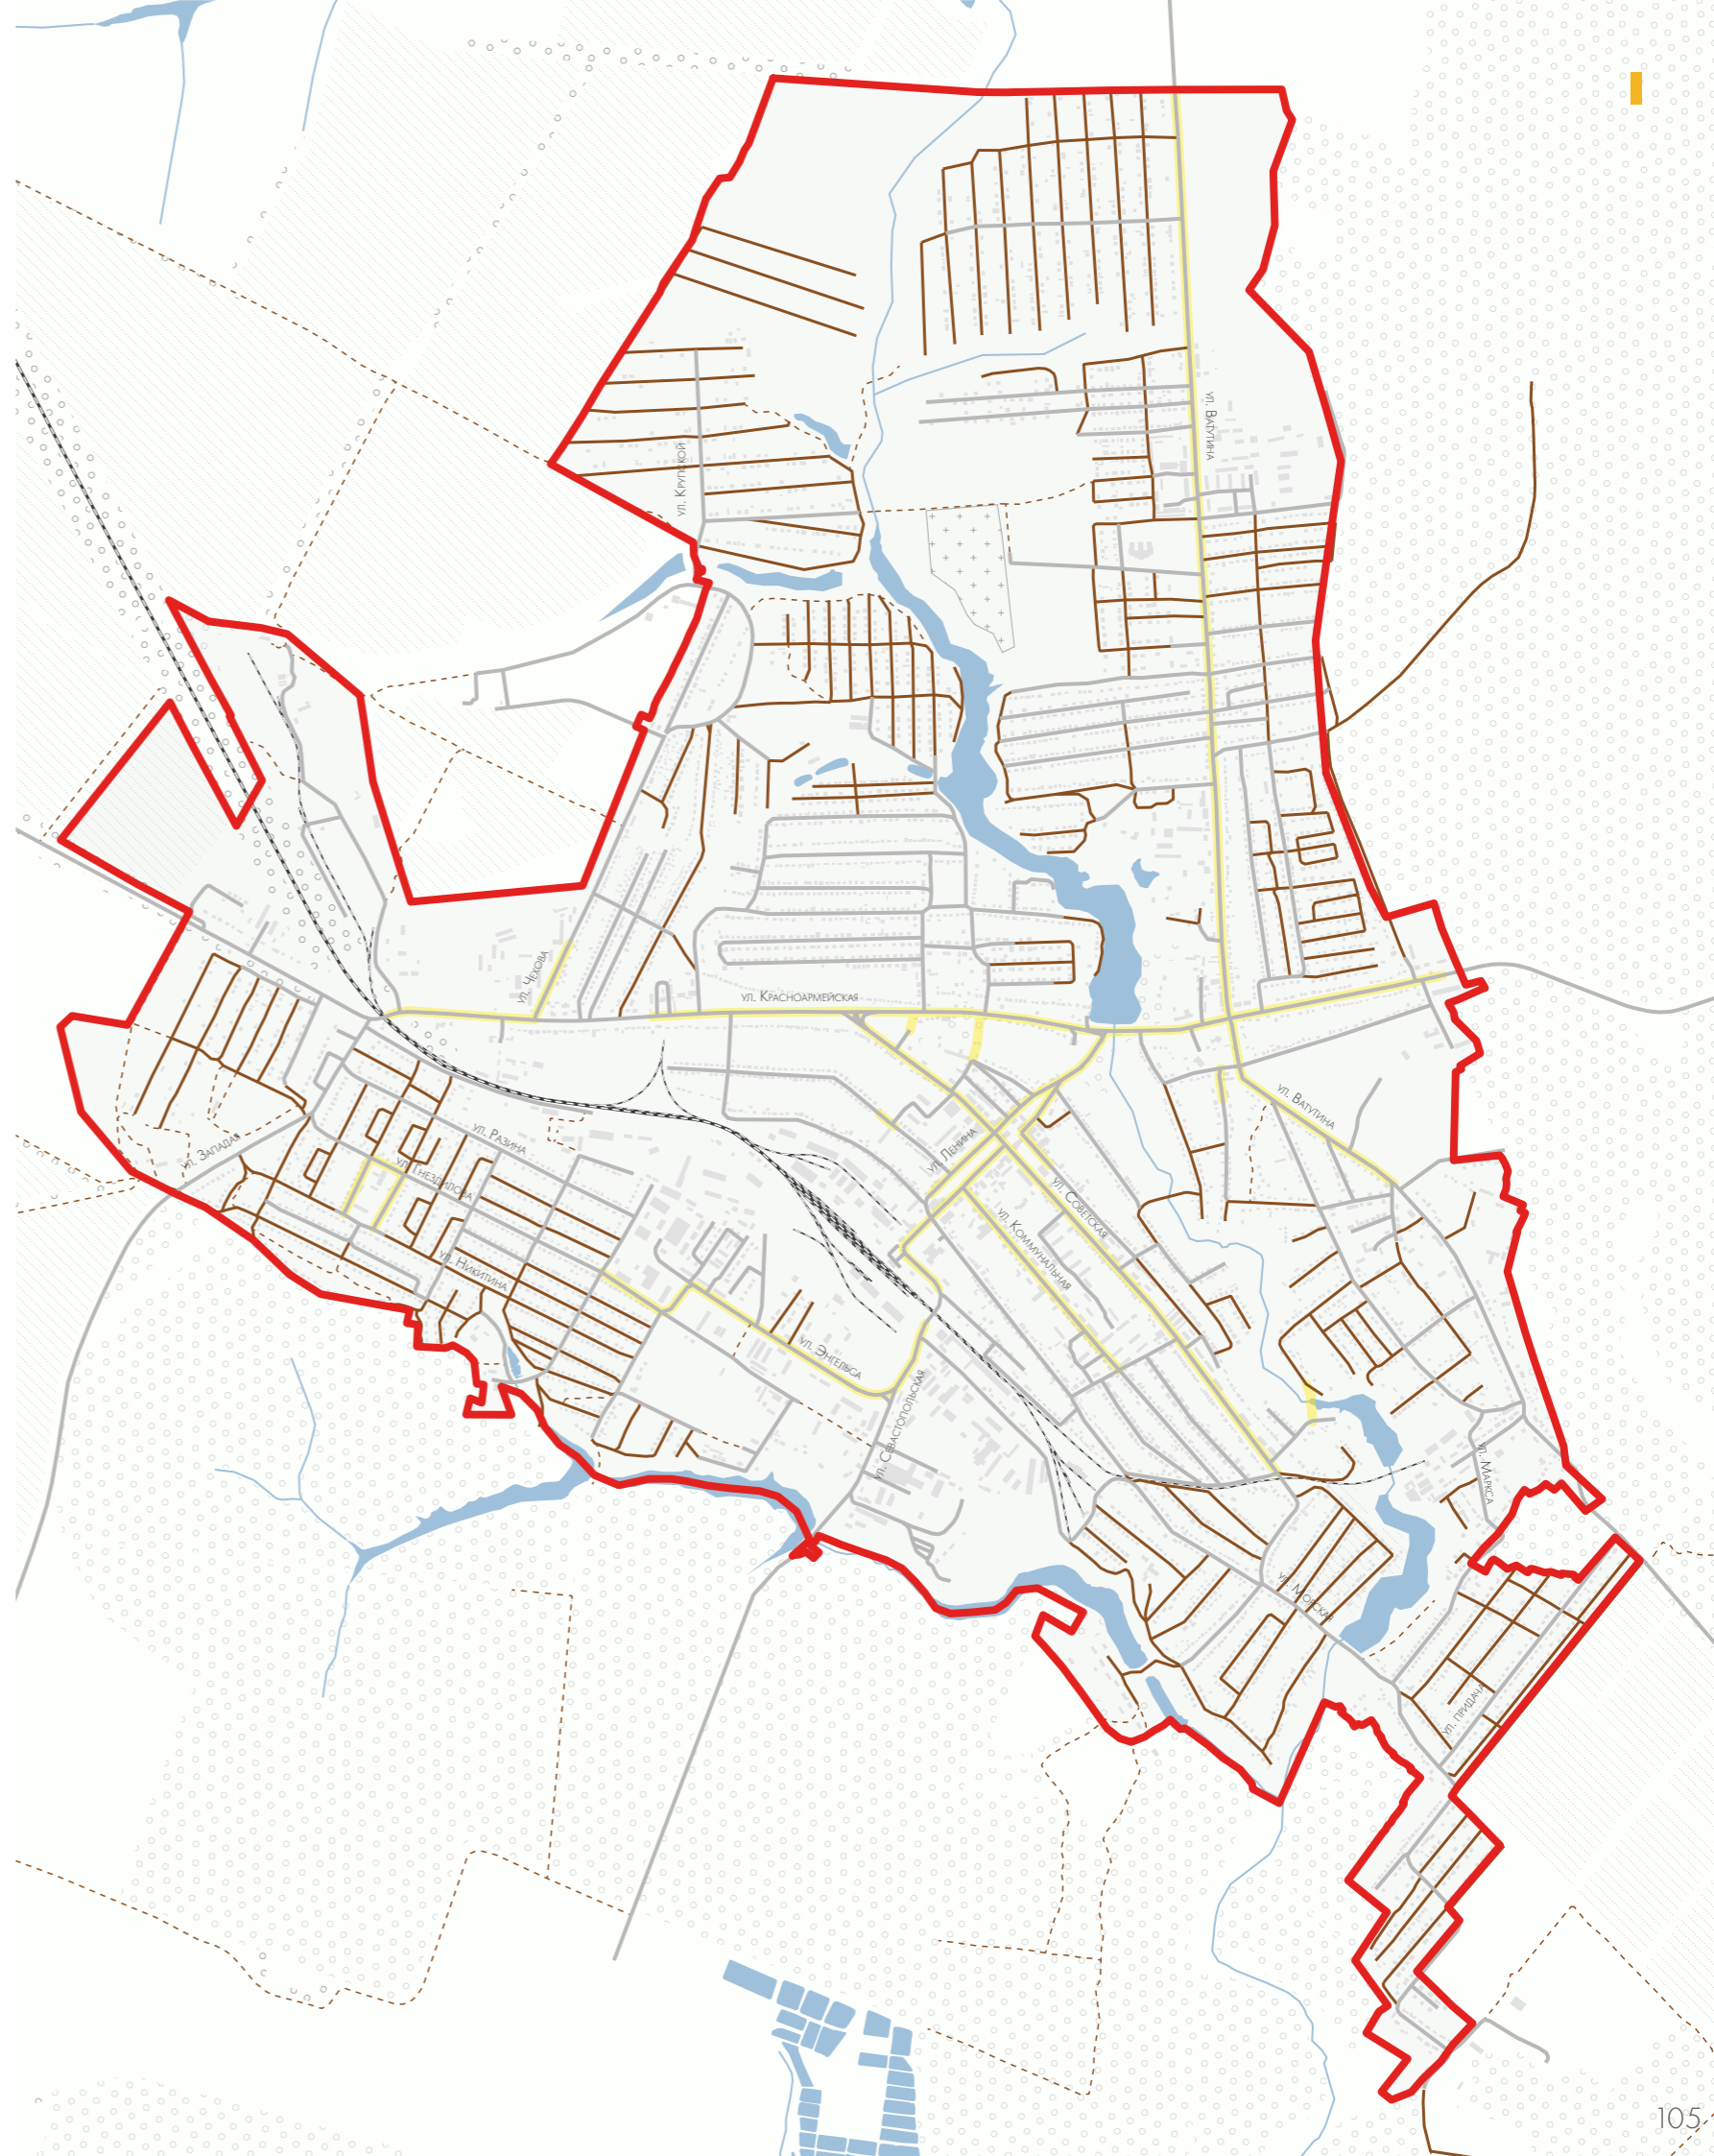 ул. Ватутина
ул. Крупской
ул. Чехова
ул. Красноармейская
ул. Ватутина
ул. Разина
ул. Западая
ул. Гнездилова
ул. Ленина
ул. Советская
ул. Коммунальная
ул. Никитина
ул. Энгельса
ул. Севастопольская
ул. Маркса
ул. Морская
ул. Придача
105